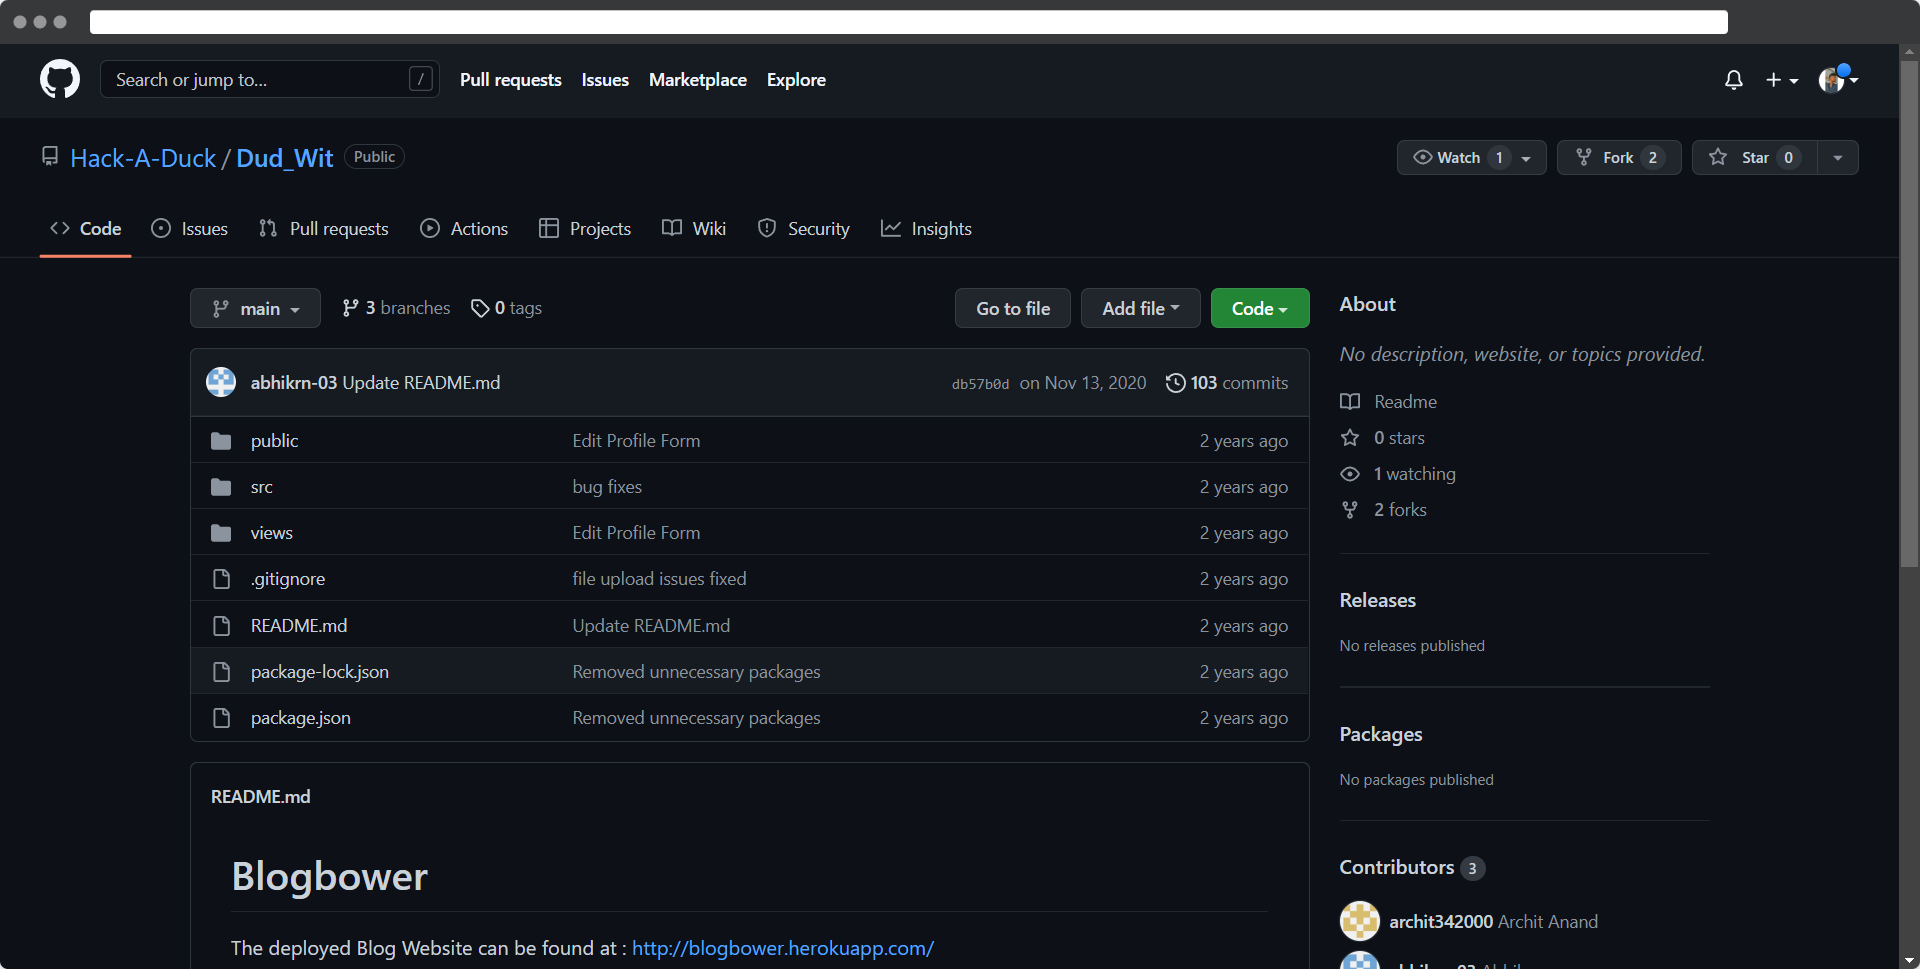 Search or jump to... /
Pull requests Issues Marketplace Explore
Hack-A-Duck / Dud_Wit Public
Watch 1 Fork 2 Star 0
Code Issues Pull requests Actions Projects Wiki Security Insights
main 3 branches 0 tags Go to file Add file Code
abhikrn-03 Update README.md db57b0d on Nov 13, 2020 103 commits
public Edit Profile Form 2 years ago
src bug fixes 2 years ago
views Edit Profile Form 2 years ago
.gitignore file upload issues fixed 2 years ago
README.md Update README.md 2 years ago
package-lock.json Removed unnecessary packages 2 years ago
package.json Removed unnecessary packages 2 years ago
README.md
Blogbower
The deployed Blog Website can be found at : http://blogbower.herokuapp.com/
About
No description, website, or topics provided.
Readme
0 stars
1 watching
2 forks
Releases
No releases published
Packages
No packages published
Contributors 3
archit342000 Archit Anand